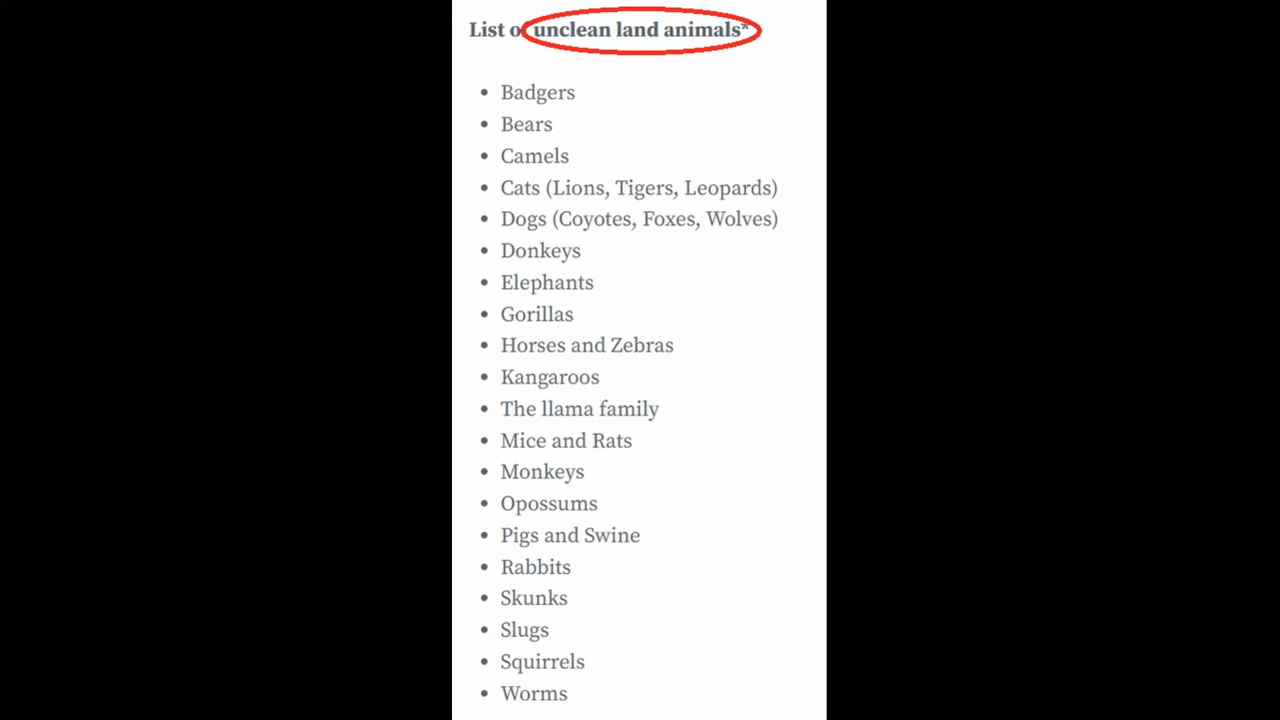 List o unclean land animals*
Badgers
Bears
Camels
Cats (Lions, Tigers, Leopards)
Dogs (Coyotes, Foxes, Wolves)
Donkeys
Elephants
Gorillas
Horses and Zebras
Kangaroos
The llama family
Mice and Rats
Monkeys
Opossums
Pigs and Swine
Rabbits
Skunks
Slugs
Squirrels
Worms